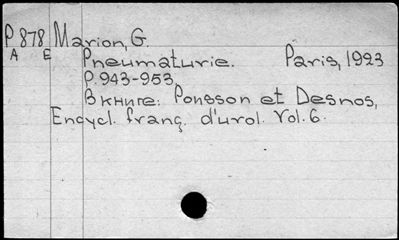 P 878 Marion, G.
A E
Pneumaturie. Paris, 1923
P. 943-953
В книге: Ponsson et Desnos,
Encycl. franç. d'urol. Vol. 6.